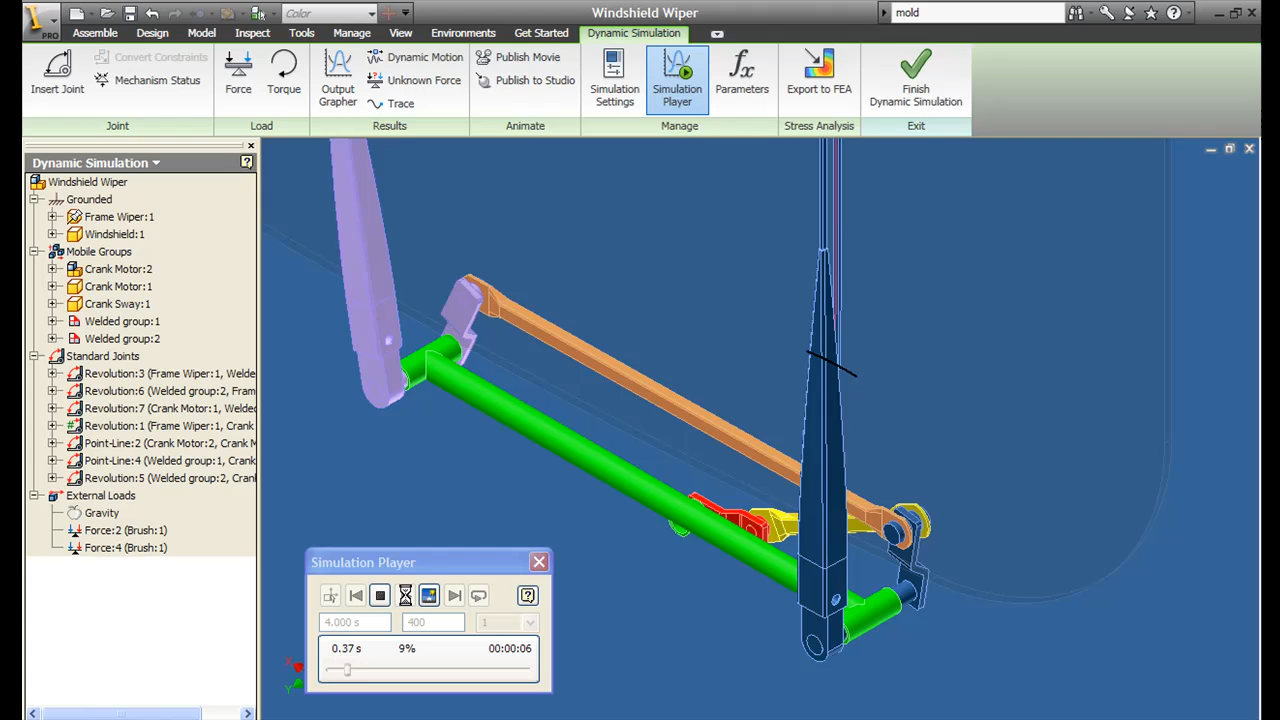 Color
Windshield Wiper
mold
PRO
Assemble
Design
Model
Inspect
Tools
Manage
View
Environments
Get Started
Dynamic Simulation
Insert Joint
Convert Constraints
Mechanism Status
Joint
Force
Torque
Load
Output Grapher
Dynamic Motion
Unknown Force
Trace
Results
Publish Movie
Publish to Studio
Animate
Simulation Settings
Simulation Player
Parameters
Manage
Export to FEA
Stress Analysis
Finish Dynamic Simulation
Exit
Dynamic Simulation
Windshield Wiper
Grounded
Frame Wiper:1
Windshield:1
Mobile Groups
Crank Motor:2
Crank Motor:1
Crank Sway:1
Welded group:1
Welded group:2
Standard Joints
Revolution:3 (Frame Wiper:1, Welde
Revolution:6 (Welded group:2, Fram
Revolution:7 (Crank Motor:1, Welde
Revolution:1 (Frame Wiper:1, Crank
Point-Line:2 (Crank Motor:2, Crank M
Point-Line:4 (Welded group:1, Crank
Revolution:5 (Welded group:2, Crank
External Loads
Gravity
Force:2 (Brush:1)
Force:4 (Brush:1)
Simulation Player
4.000 s
400
1
0.37 s
9%
00:00:06
X
Y